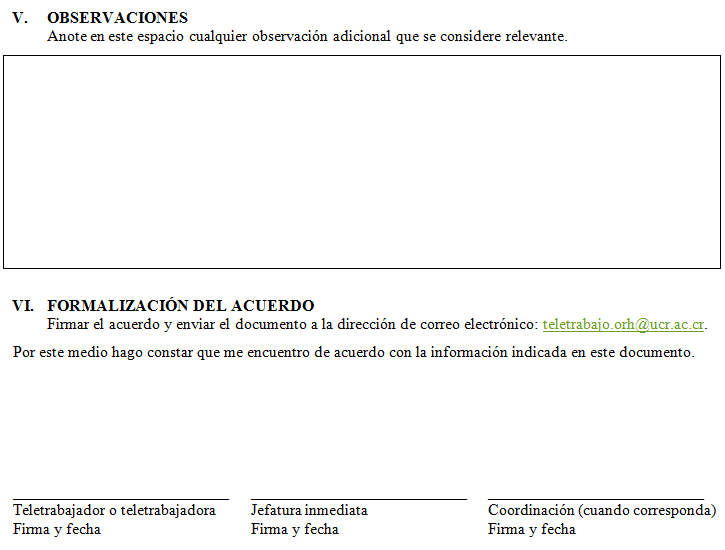 V. OBSERVACIONES
Anote en este espacio cualquier observación adicional que se considere relevante.
VI. FORMALIZACIÓN DEL ACUERDO
Firmar el acuerdo y enviar el documento a la dirección de correo electrónico: teletrabajo.orh@ucr.ac.cr.
Por este medio hago constar que me encuentro de acuerdo con la información indicada en este documento.
Teletrabajador o teletrabajadora
Firma y fecha
Jefatura inmediata
Firma y fecha
Coordinación (cuando corresponda)
Firma y fecha